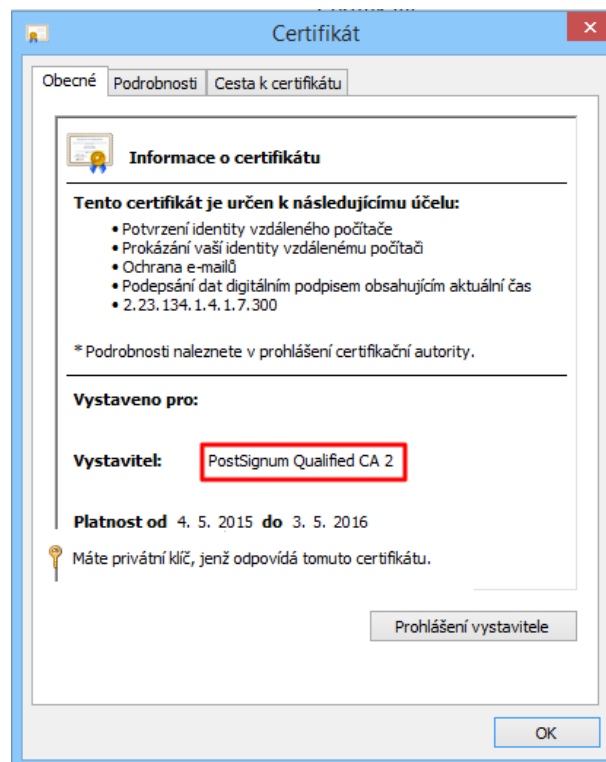 Certifikát
Obecné Podrobnosti Cesta k certifikátu
Informace o certifikátu
Tento certifikát je určen k následujícímu účelu:
• Potvrzení identity vzdáleného počítače
• Prokázání vaší identity vzdálenému počítači
• Ochrana e-mailů
• Podepsání dat digitálním podpisem obsahujícím aktuální čas
• 2.23.134.1.4.1.7.300
* Podrobnosti naleznete v prohlášení certifikační autority.
Vystaveno pro:
Vystavitel: PostSignum Qualified CA 2
Platnost od 4. 5. 2015 do 3. 5. 2016
Máte privátní klíč, jenž odpovídá tomuto certifikátu.
Prohlášení vystavitele
OK